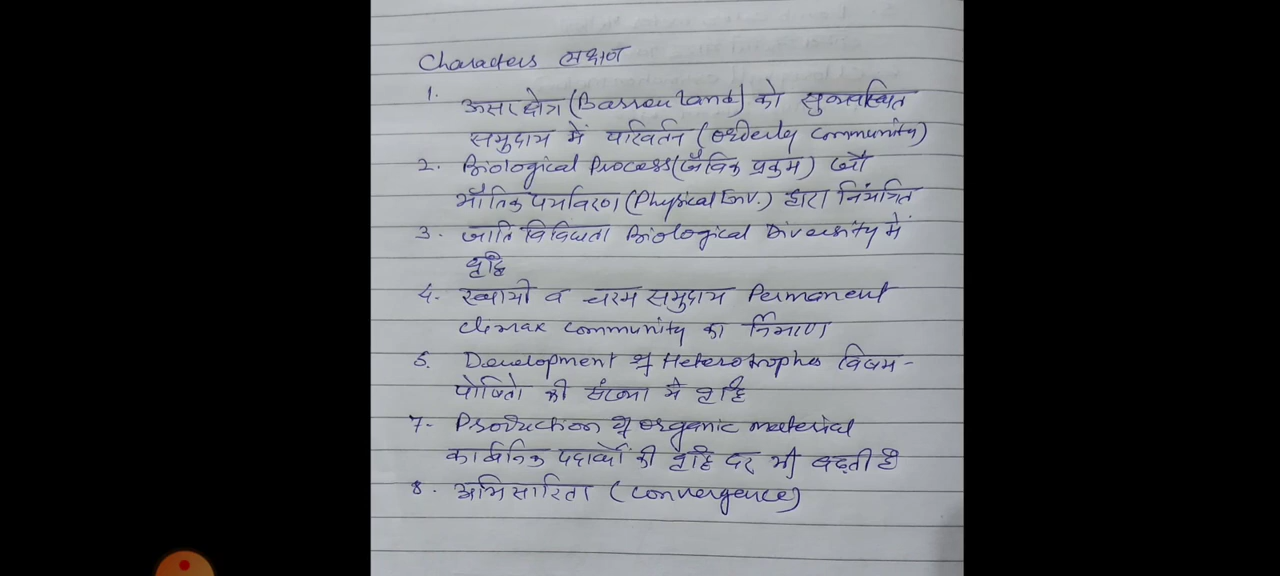 Characters लक्षण
1.
ऊसर क्षेत्र (Barren Land) को सुव्यवस्थित
समुदाय में परिवर्तन (orderly community)
2. Biological Process (जैविक प्रक्रम) जो
भौतिक पर्यावरण (Physical Env.) द्वारा नियंत्रित
3. जाति विविधता Biological Diversity में
वृद्धि
4. स्थायी व चरम समुदाय Permanent
climax community का निर्माण
6. Development of Heterotrophs विषम-
पोषितो की संख्या में वृद्धि
7- Production of organic material
कार्बनिक पदार्थों की वृद्धि दर भी बढ़ती है
8. अभिसारिता (convergence)